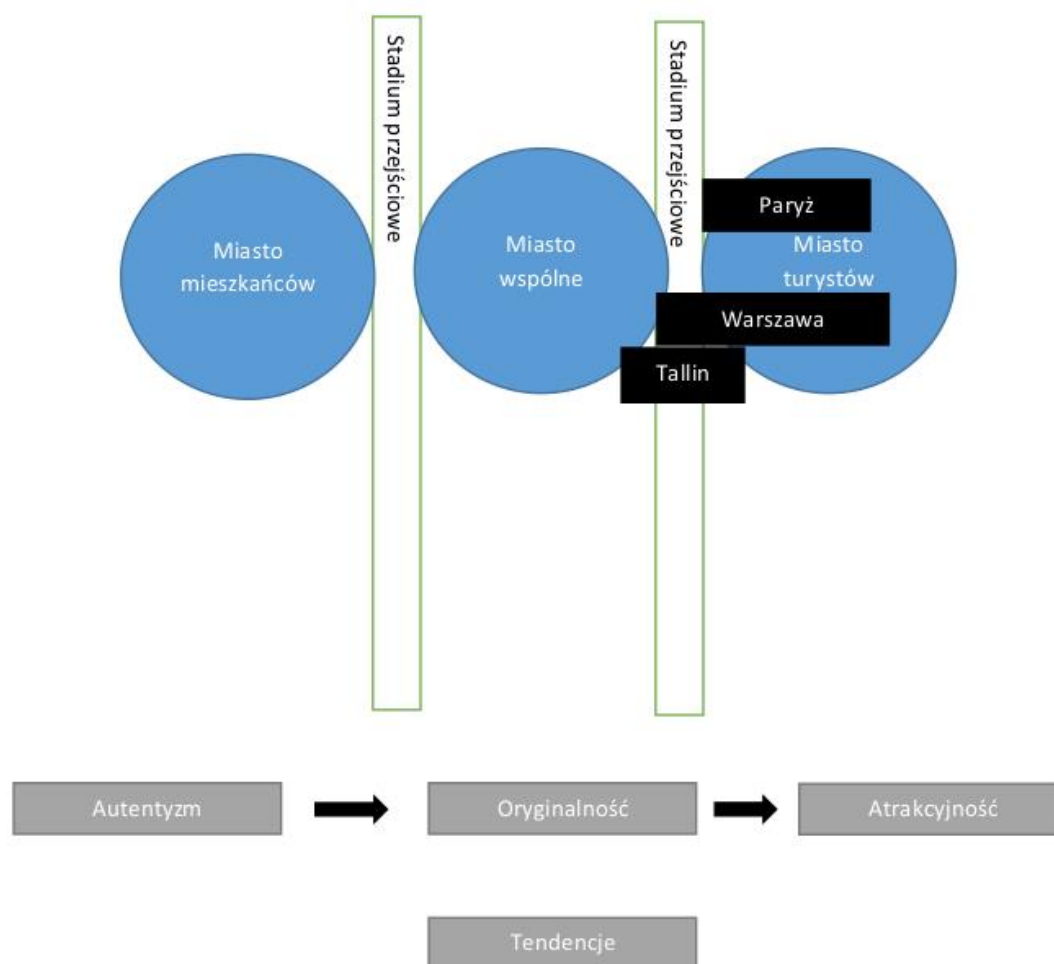 Stadium przejściowe
Stadium przejściowe
Miasto
mieszkańców
Miasto
wspólne
Paryż
Miasto
turystów
Warszawa
Tallin
Autentyzm
Oryginalność
Atrakcyjność
Tendencje